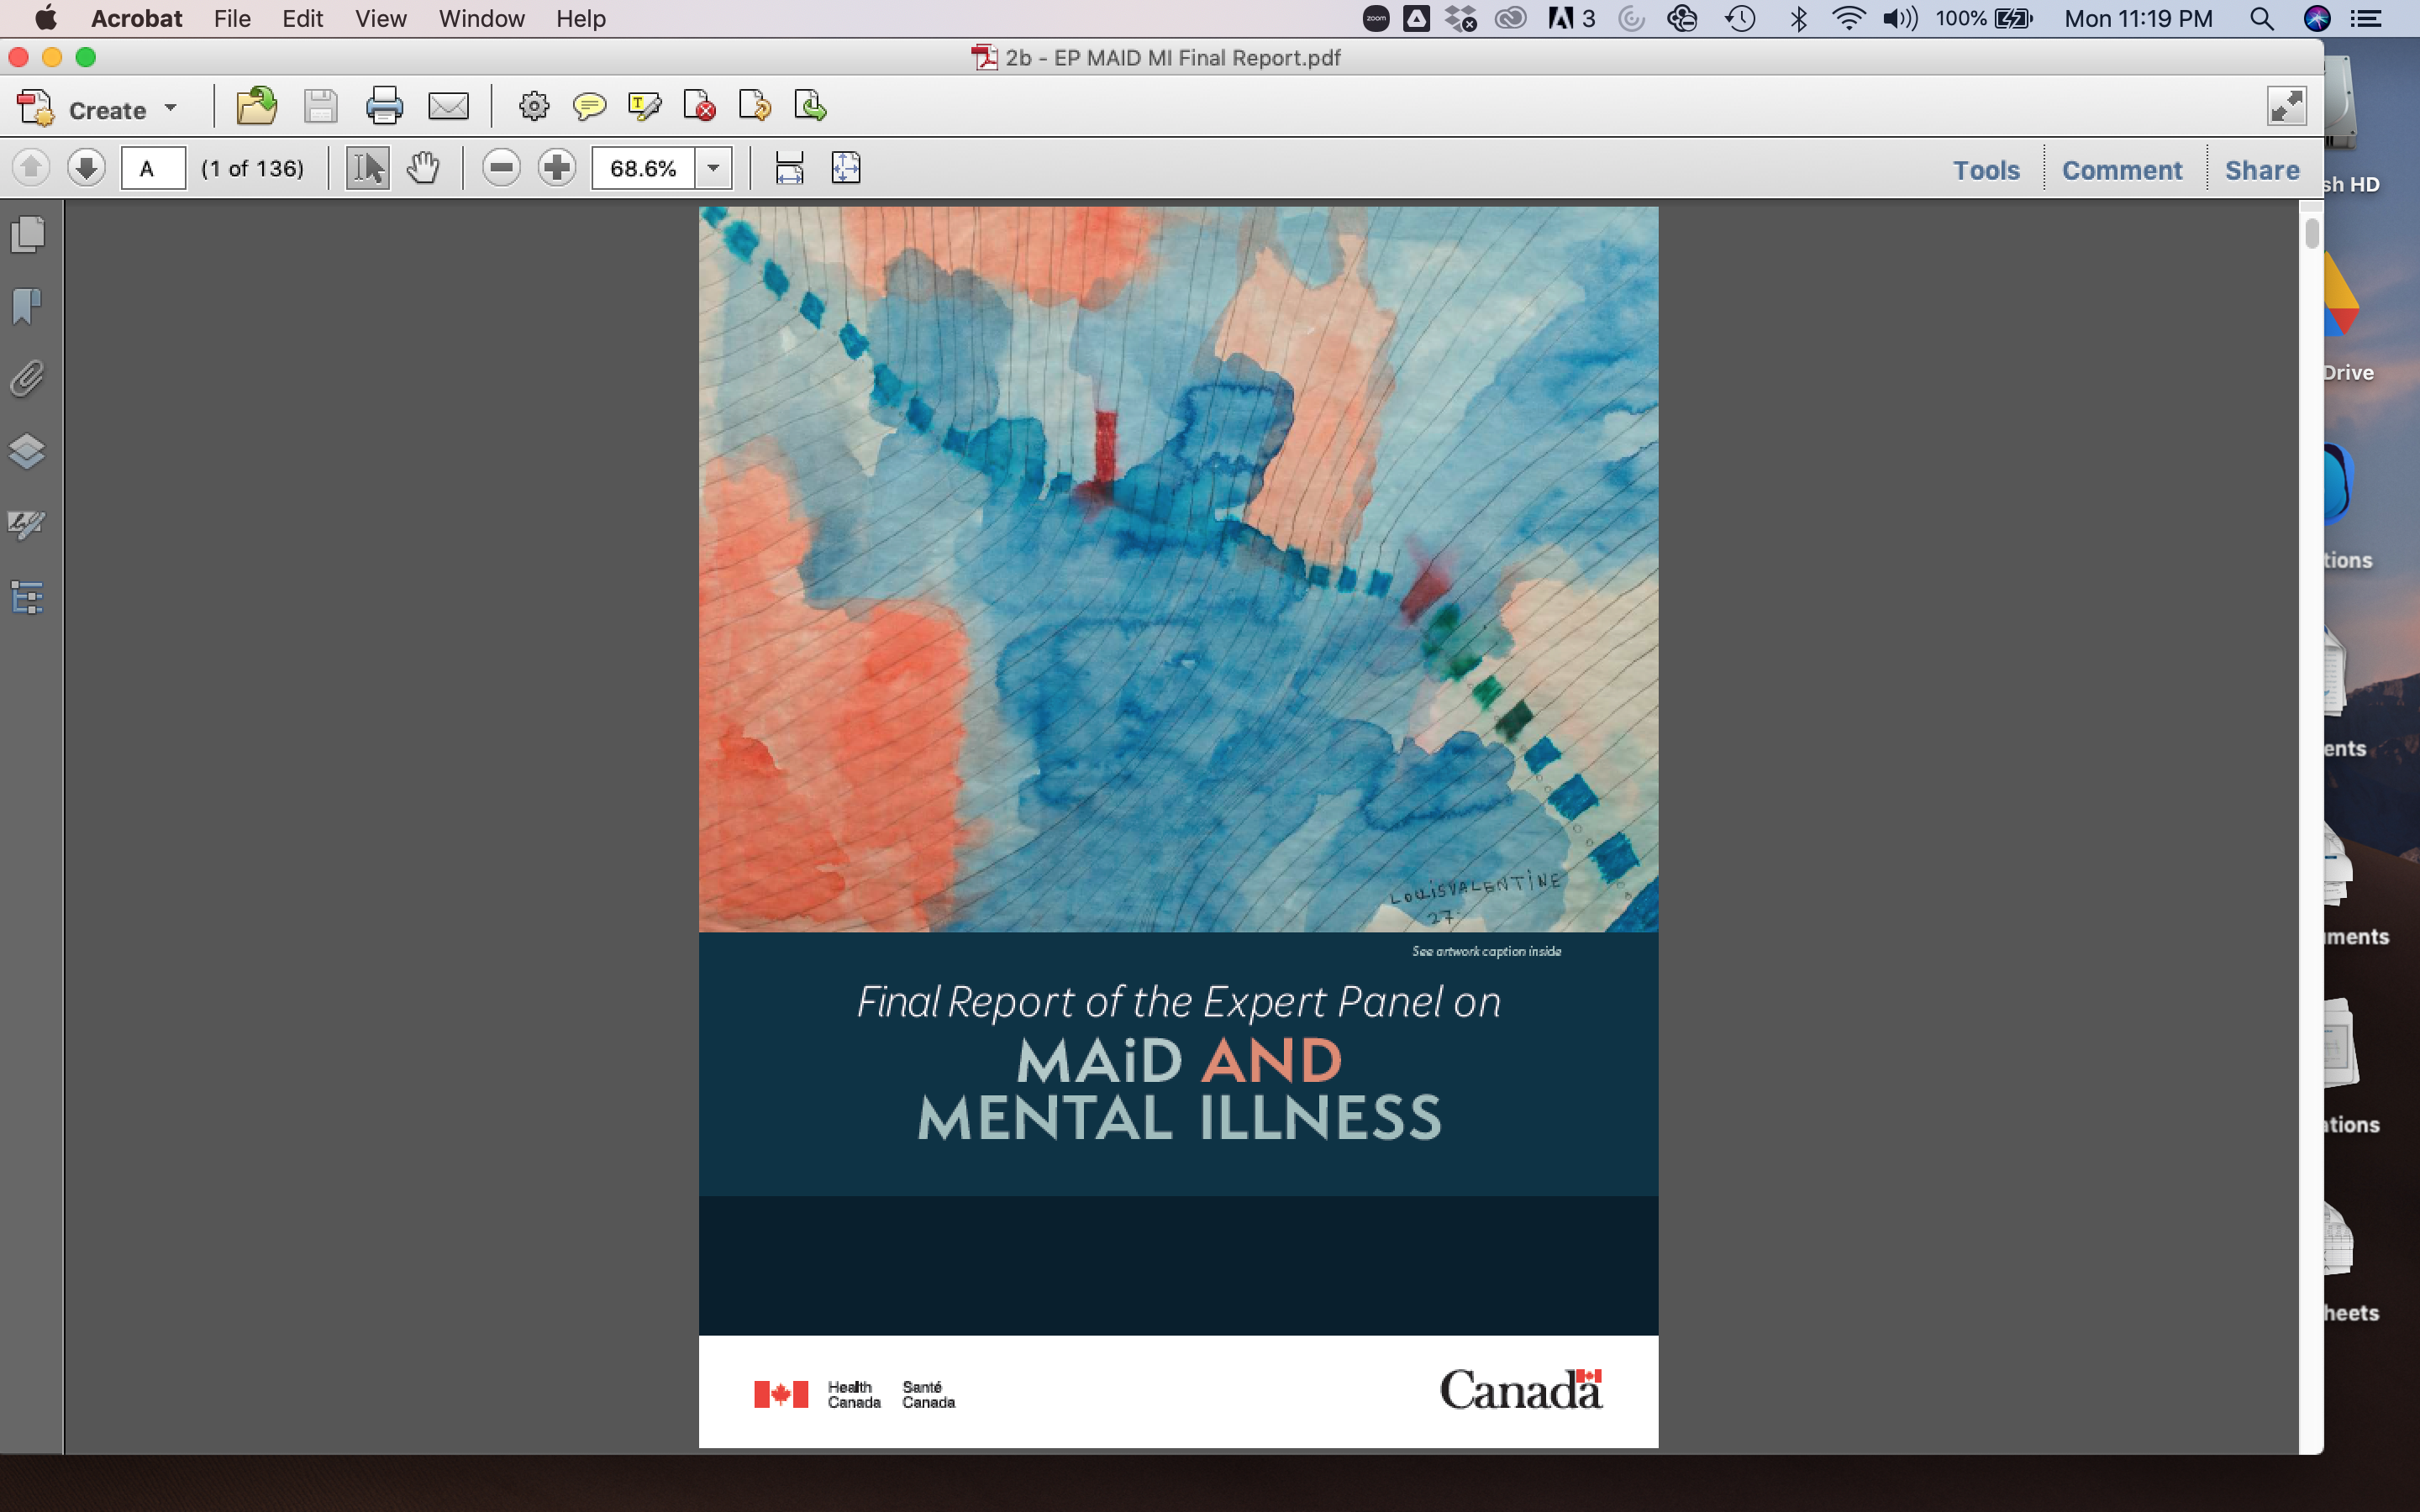 Acrobat File Edit View Window Help zoom 3 100% Mon 11:19 PM
2b - EP MAID MI Final Report.pdf
Create
A (1 of 136) 68.6% Tools Comment Share
sh HD
Drive
tions
ents
ments
ations
heets
LOUiSVALENTiNE
27
See artwork caption inside
Final Report of the Expert Panel on
MAiD AND
MENTAL ILLNESS
Health Santé
Canada Canada
Canada